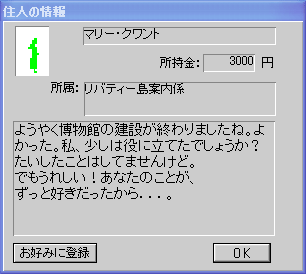 住人の情報
マリー・クワント
所持金: 3000 円
所属: リバティー島案内係
ようやく博物館の建設が終わりましたね。よ
かった。私、少しは役に立てたでしょうか?
たいしたことはしてませんけど。
でもうれしい!あなたのことが、
ずっと好きだったから・・・。
お好みに登録
OK